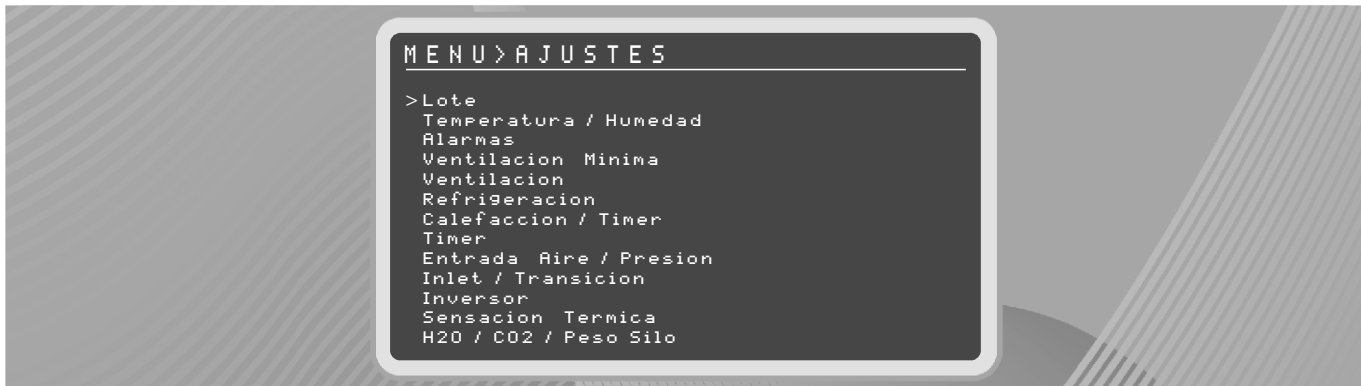 MENU>AJUSTES
>Lote
Temperatura / Humedad
Alarmas
Ventilacion Minima
Ventilacion
Refrigeracion
Calefaccion / Timer
Timer
Entrada Aire / Presion
Inlet / Transicion
Inversor
Sensacion Termica
H2O / CO2 / Peso Silo